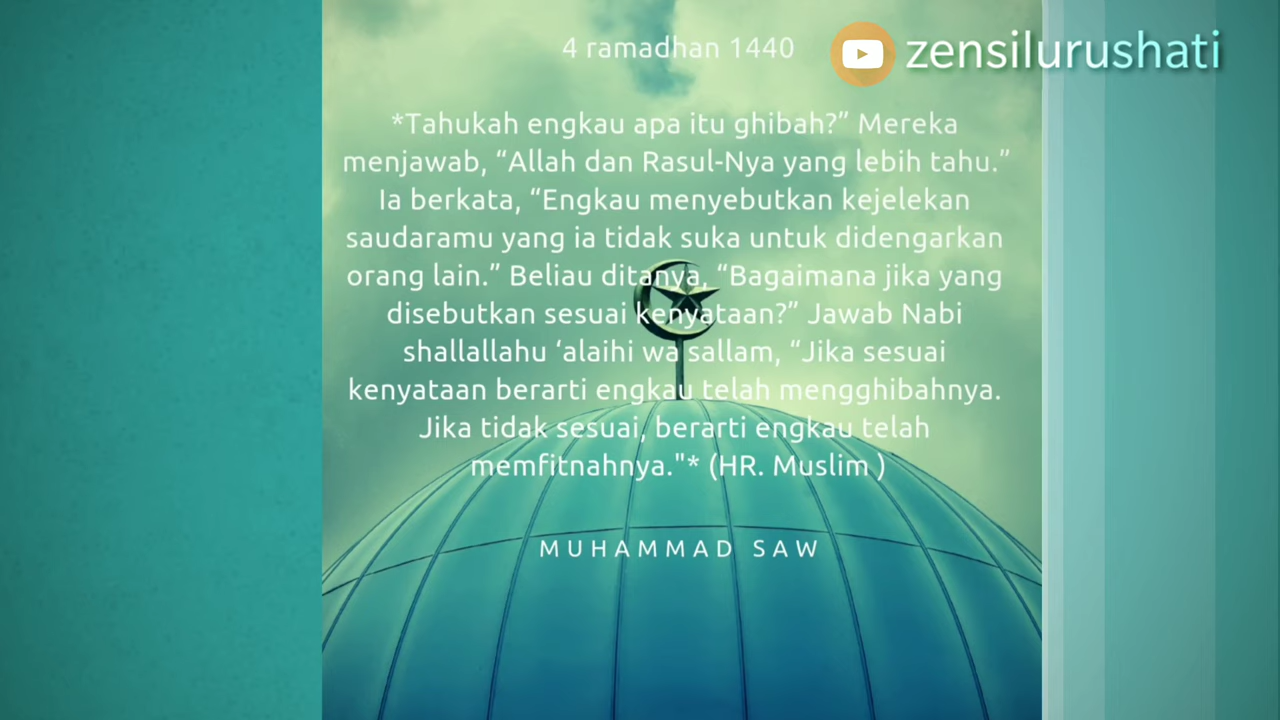 4 ramadhan 1440
zensilurushati
*Tahukah engkau apa itu ghibah?” Mereka
menjawab, “Allah dan Rasul-Nya yang lebih tahu.”
Ia berkata, “Engkau menyebutkan kejelekan
saudaramu yang ia tidak suka untuk didengarkan
orang lain.” Beliau ditanya, “Bagaimana jika yang
disebutkan sesuai kenyataan?” Jawab Nabi
shallallahu ‘alaihi wa sallam, “Jika sesuai
kenyataan berarti engkau telah mengghibahnya.
Jika tidak sesuai, berarti engkau telah
memfitnahnya."* (HR. Muslim )
MUHAMMAD SAW